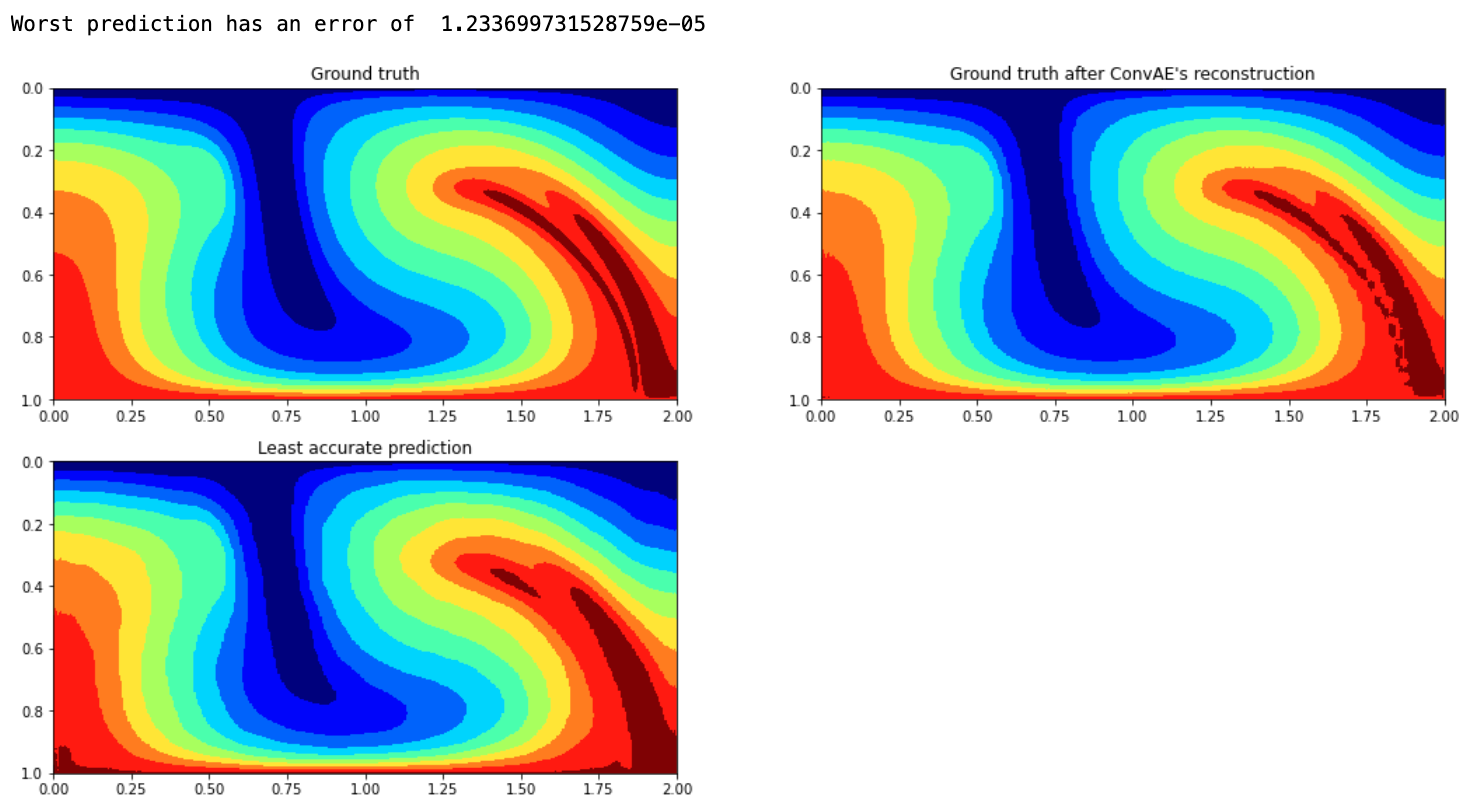 Worst prediction has an error of  1.233699731528759e-05
Ground truth
0.0
0.2
0.4
0.6
0.8
1.0
0.00 0.25 0.50 0.75 1.00 1.25 1.50 1.75 2.00
Ground truth after ConvAE's reconstruction
0.0
0.2
0.4
0.6
0.8
1.0
0.00 0.25 0.50 0.75 1.00 1.25 1.50 1.75 2.00
Least accurate prediction
0.0
0.2
0.4
0.6
0.8
1.0
0.00 0.25 0.50 0.75 1.00 1.25 1.50 1.75 2.00